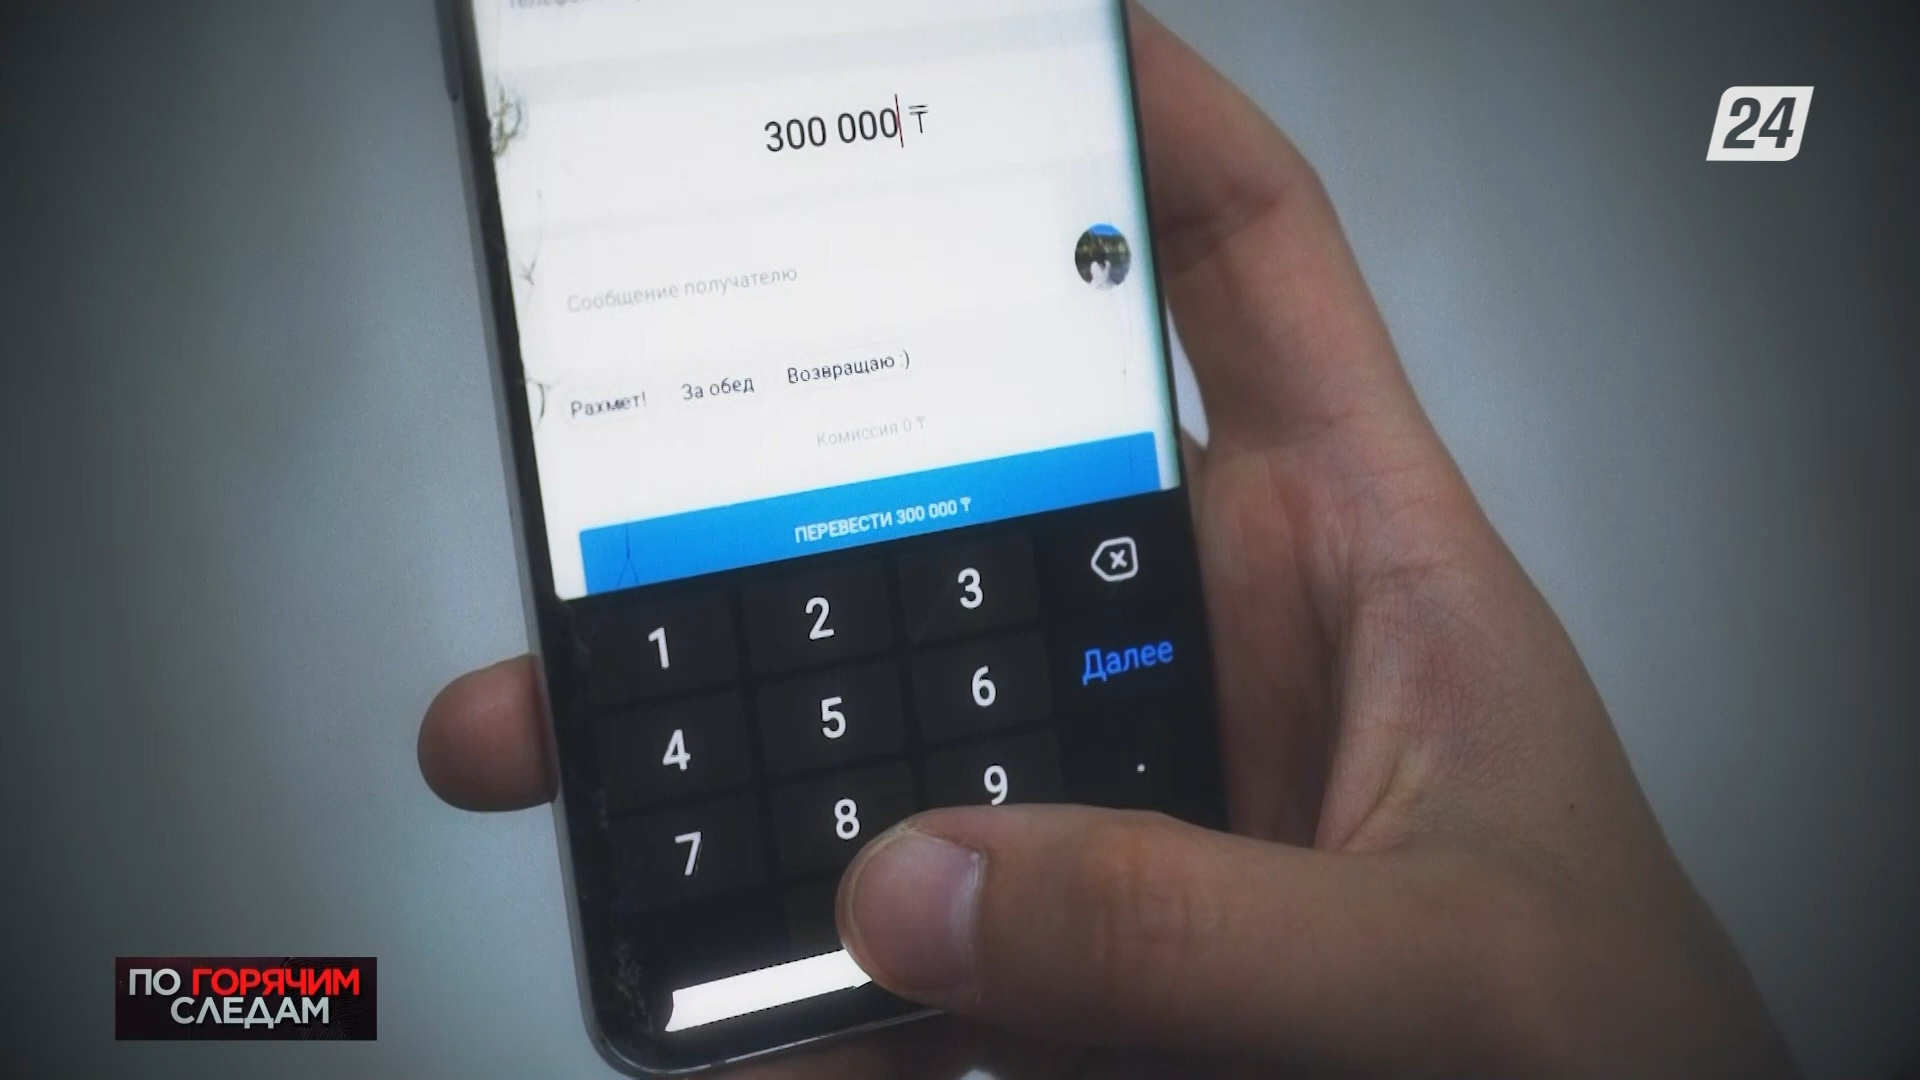 24
300 000 ₸
Сообщение получателю
Рахмет! За обед Возвращаю :)
Комиссия 0 ₸
ПЕРЕВЕСТИ 300 000 ₸
1 2 3
4 5 6 Далее
7 8 9 .
ПО ГОРЯЧИМ
СЛЕДАМ